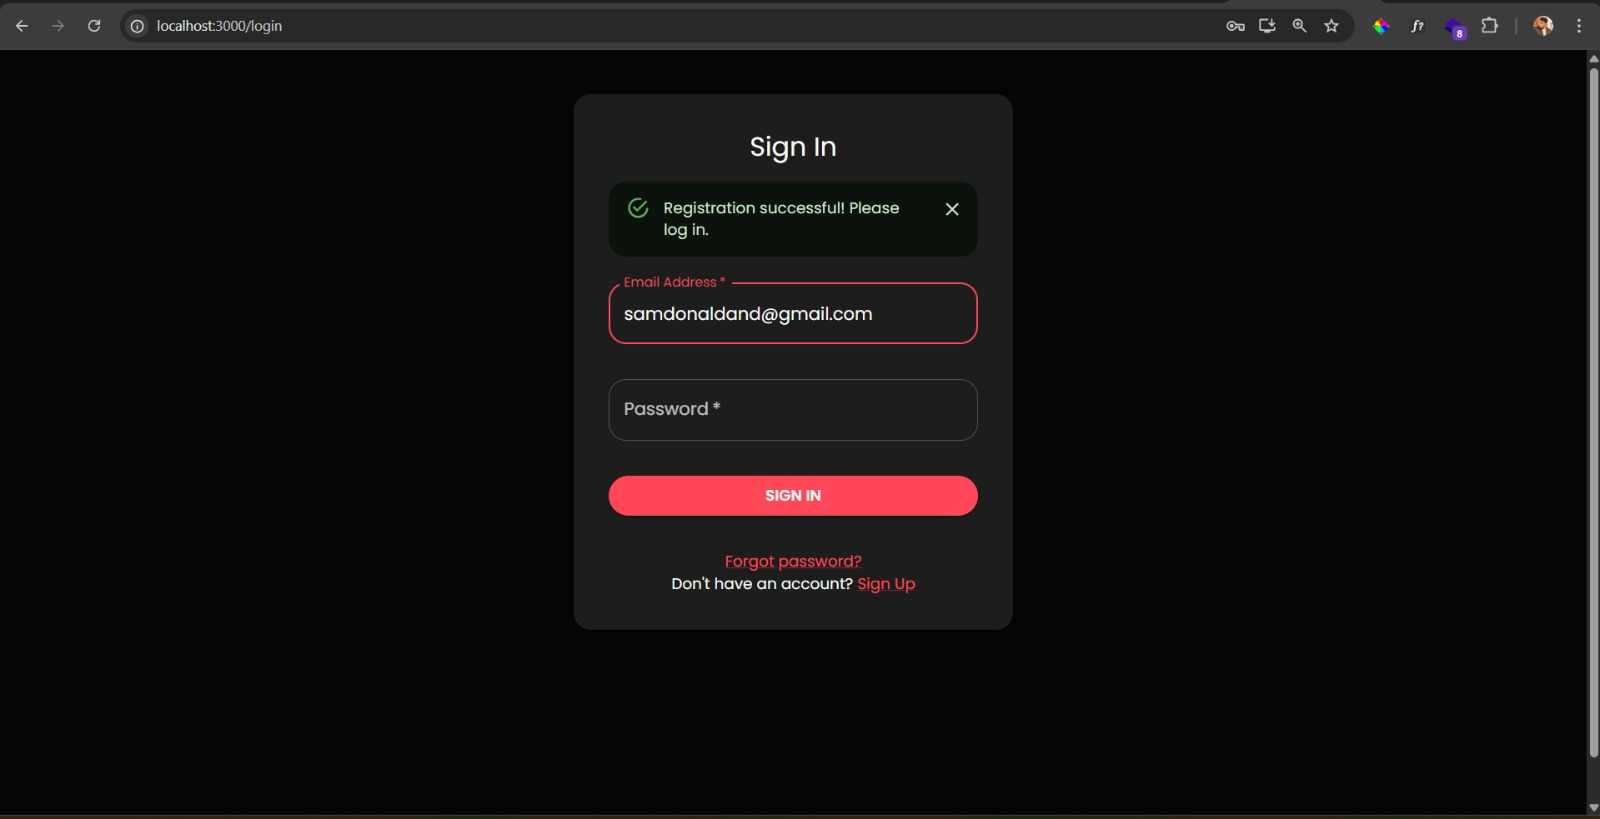 localhost:3000/login
f?
8
Sign In
Registration successful! Please
log in.
Email Address *
samdonaldand@gmail.com
Password *
SIGN IN
Forgot password?
Don't have an account? Sign Up